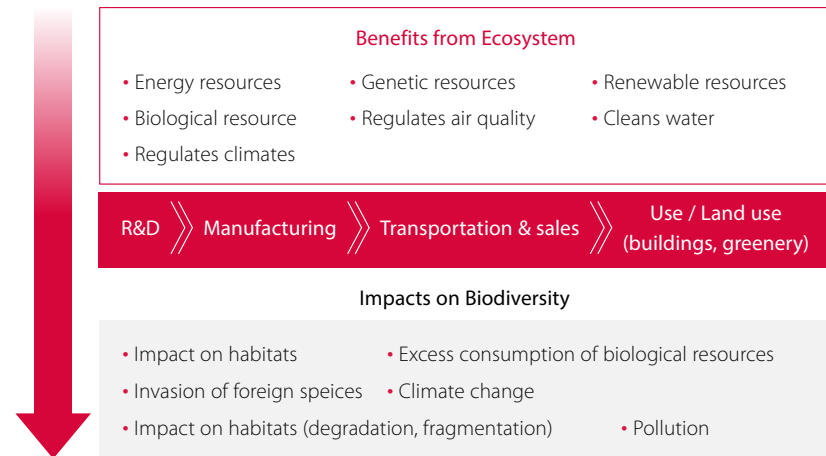 Benefits from Ecosystem
• Energy resources • Genetic resources • Renewable resources
• Biological resource • Regulates air quality • Cleans water
• Regulates climates
R&D Manufacturing Transportation & sales Use / Land use
(buildings, greenery)
Impacts on Biodiversity
• Impact on habitats • Excess consumption of biological resources
• Invasion of foreign speices • Climate change
• Impact on habitats (degradation, fragmentation) • Pollution